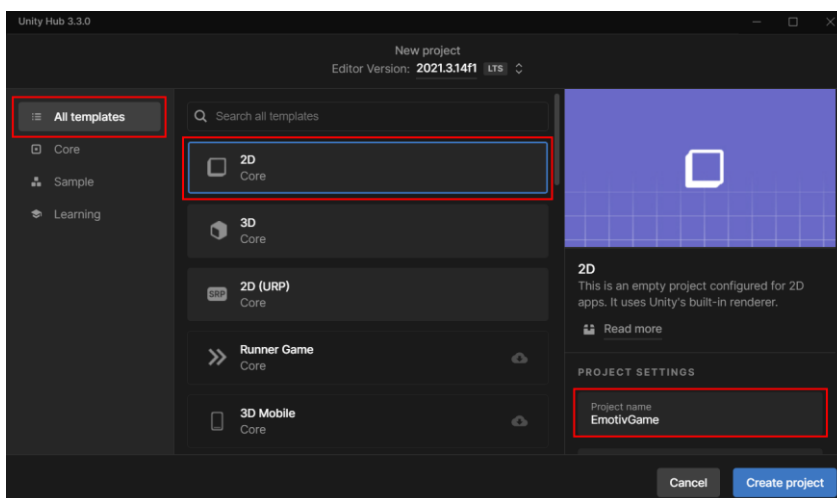 Unity Hub 3.3.0
New project
Editor Version: 2021.3.14f1 LTS
All templates
Core
Sample
Learning
Search all templates
2D
Core
3D
Core
SRP
2D (URP)
Core
Runner Game
Core
3D Mobile
Core
2D
This is an empty project configured for 2D
apps. It uses Unity's built-in renderer.
Read more
PROJECT SETTINGS
Project name
EmotivGame
Cancel
Create project